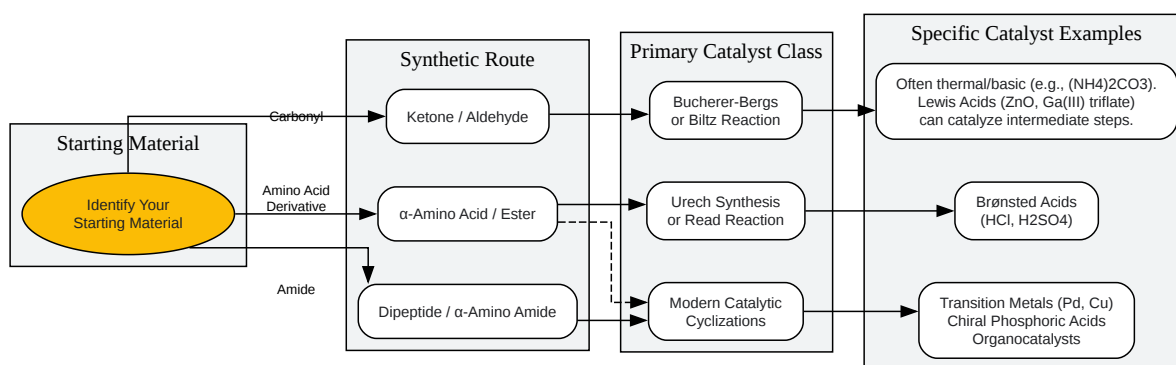 Starting Material
Identify Your
Starting Material
Carbonyl
Amino Acid
Derivative
Amide
Synthetic Route
Ketone / Aldehyde
α-Amino Acid / Ester
Dipeptide / α-Amino Amide
Primary Catalyst Class
Bucherer-Bergs
or Biltz Reaction
Urech Synthesis
or Read Reaction
Modern Catalytic
Cyclizations
Specific Catalyst Examples
Often thermal/basic (e.g., (NH4)2CO3).
Lewis Acids (ZnO, Ga(III) triflate)
can catalyze intermediate steps.
Brønsted Acids
(HCl, H2SO4)
Transition Metals (Pd, Cu)
Chiral Phosphoric Acids
Organocatalysts